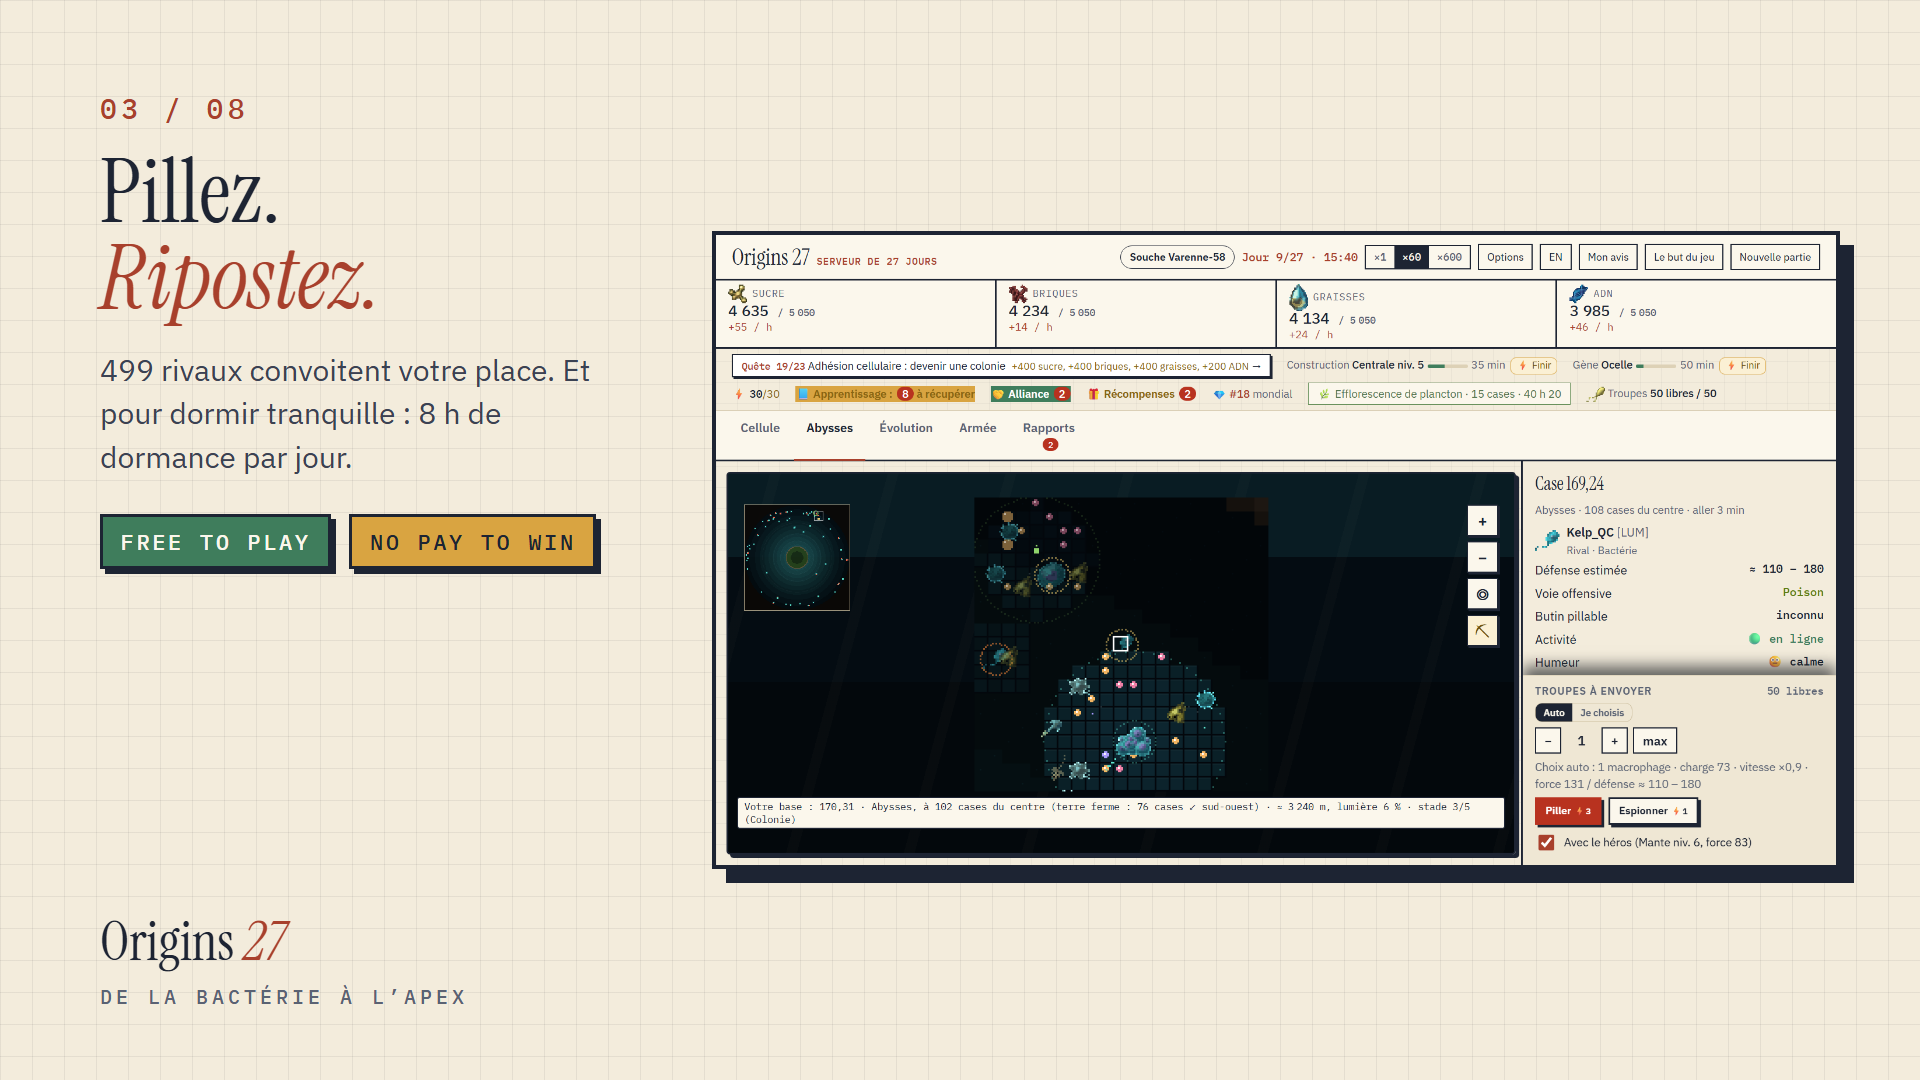 03 / 08
Pillez.
Ripostez.
499 rivaux convoitent votre place. Et
pour dormir tranquille : 8 h de
dormance par jour.
FREE TO PLAY
NO PAY TO WIN
Origins 27
DE LA BACTÉRIE À L’APEX
Origins 27 SERVEUR DE 27 JOURS
Souche Varenne-58
Jour 9/27 · 15:40
×1 ×60 ×600
Options
EN
Mon avis
Le but du jeu
Nouvelle partie
SUCRE
4 635 / 5 050
+55 / h
BRIQUES
4 234 / 5 050
+14 / h
GRAISSES
4 134 / 5 050
+24 / h
ADN
3 985 / 5 050
+46 / h
Quête 19/23 Adhésion cellulaire : devenir une colonie +400 sucre, +400 briques, +400 graisses, +200 ADN →
Construction Centrale niv. 5 35 min Finir
Gène Ocelle 50 min Finir
30/30
Apprentissage : 8 à récupérer
Alliance 2
Récompenses 2
#18 mondial
Efflorescence de plancton · 15 cases · 40 h 20
Troupes 50 libres / 50
Cellule
Abysses
Évolution
Armée
Rapports
2
+
−
Votre base : 170,31 · Abysses, à 102 cases du centre (terre ferme : 76 cases ↙ sud-ouest) · ≈ 3 240 m, lumière 6 % · stade 3/5
(Colonie)
Case 169,24
Abysses · 108 cases du centre · aller 3 min
Kelp_QC [LUM]
Rival · Bactérie
Défense estimée ≈ 110 – 180
Voie offensive Poison
Butin pillable inconnu
Activité en ligne
Humeur calme
TROUPES À ENVOYER 50 libres
Auto Je choisis
− 1 + max
Choix auto : 1 macrophage · charge 73 · vitesse ×0,9 ·
force 131 / défense ≈ 110 – 180
Piller 3
Espionner 1
Avec le héros (Mante niv. 6, force 83)